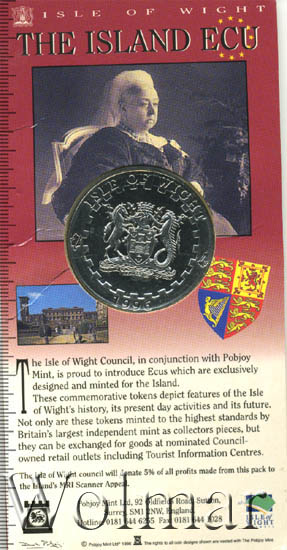 ISLE OF WIGHT
THE ISLAND ECU
ISLE OF WIGHT
1996
The Isle of Wight Council, in conjunction with Pobjoy
Mint, is proud to introduce Ecus which are exclusively
designed and minted for the Island.
These commemorative tokens depict features of the Isle
of Wight's history, its present day activities and its future.
Not only are these tokens minted to the highest standards by
Britain's largest independent mint as collectors pieces, but
they can be exchanged for goods at nominated Council-
owned retail outlets including Tourist Information Centres.
The Isle of Wight council will donate 5% of all profits made from this pack to
the Island's MRI Scanner Appeal.
Pobjoy Mint Ltd, 92 Oldfields Road, Sutton,
Surrey, SM1 2NW, England.
Hotline 0181 644 6255 Fax 0181 644 1028
ISLE OF
WIGHT
© Pobjoy Mint Ltd 1996
The rights to all coin designs shown are vested with The Pobjoy Mint Ltd.
Wolmar